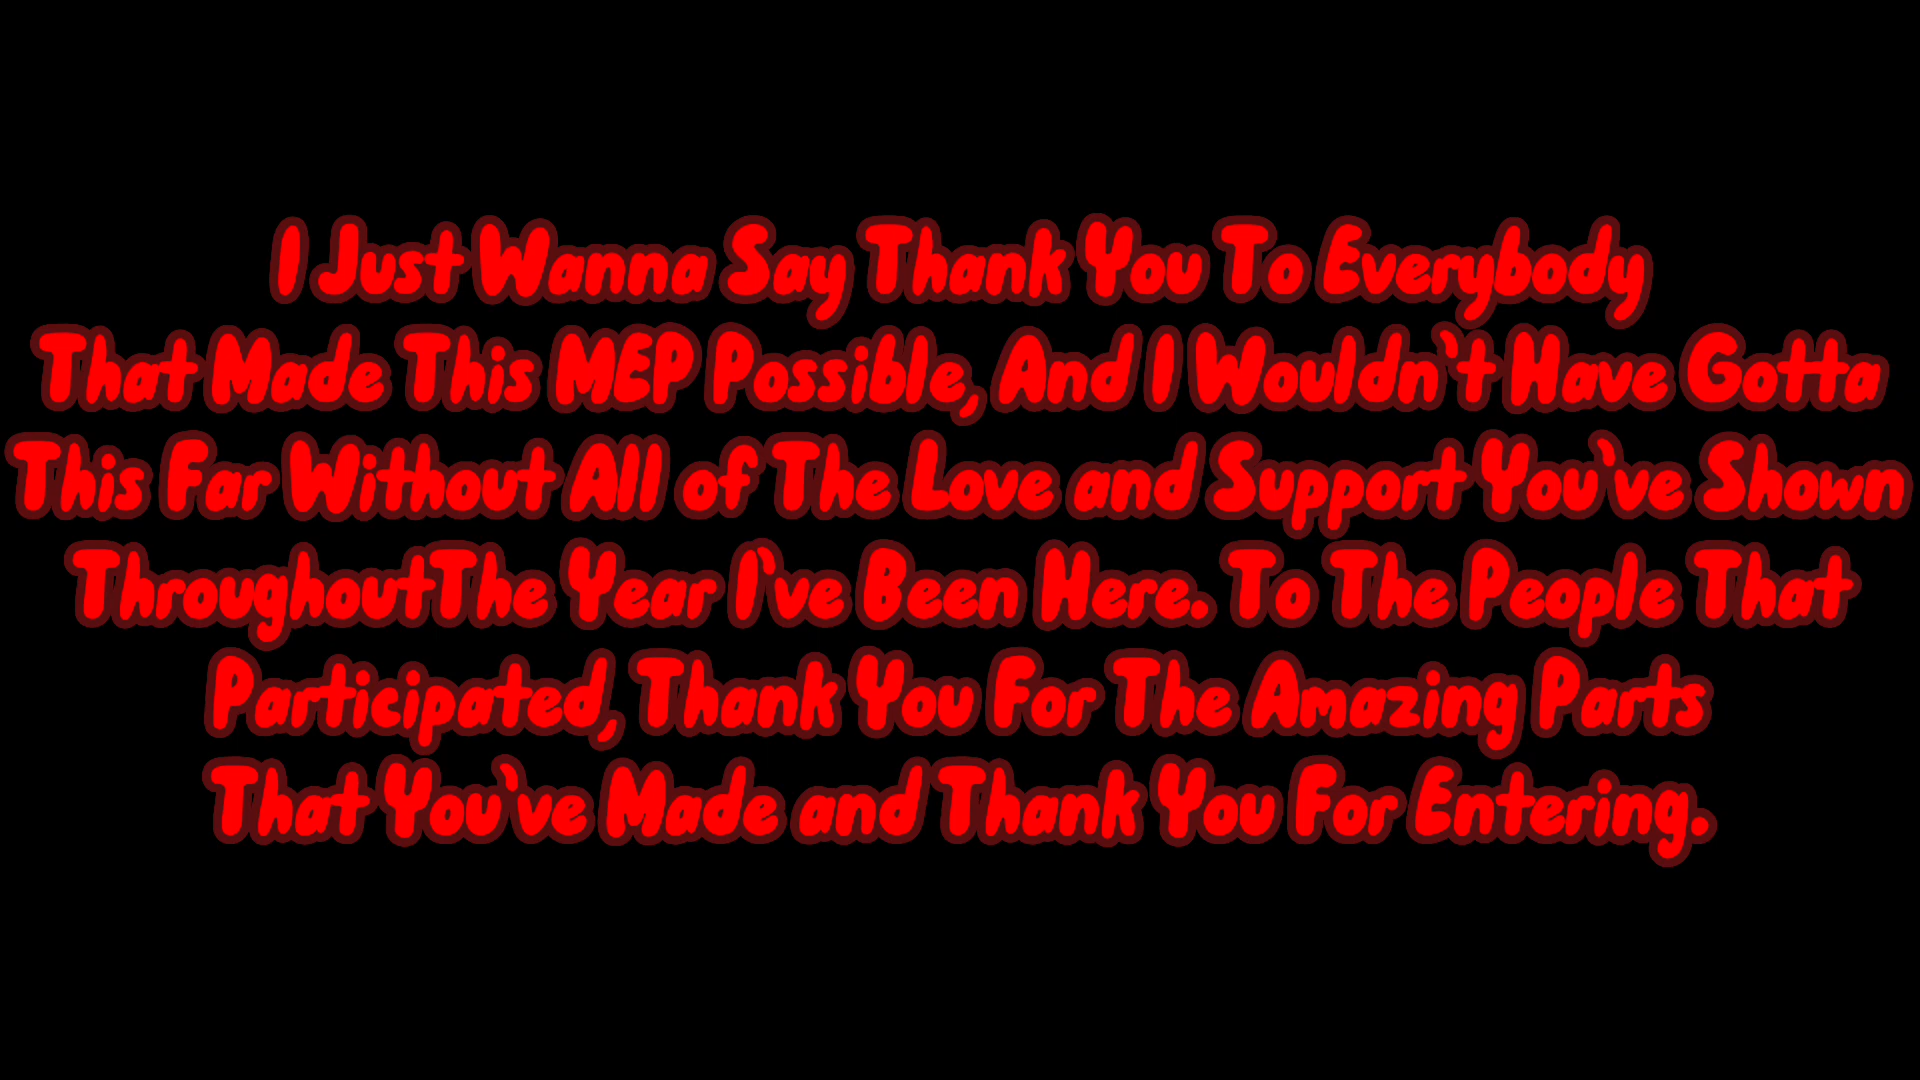 I Just Wanna Say Thank You To Everybody
That Made This MEP Possible, And I Wouldn`t Have Gotta
This Far Without All of The Love and Support You`ve Shown
ThroughoutThe Year I`ve Been Here. To The People That
Participated, Thank You For The Amazing Parts
That You`ve Made and Thank You For Entering.